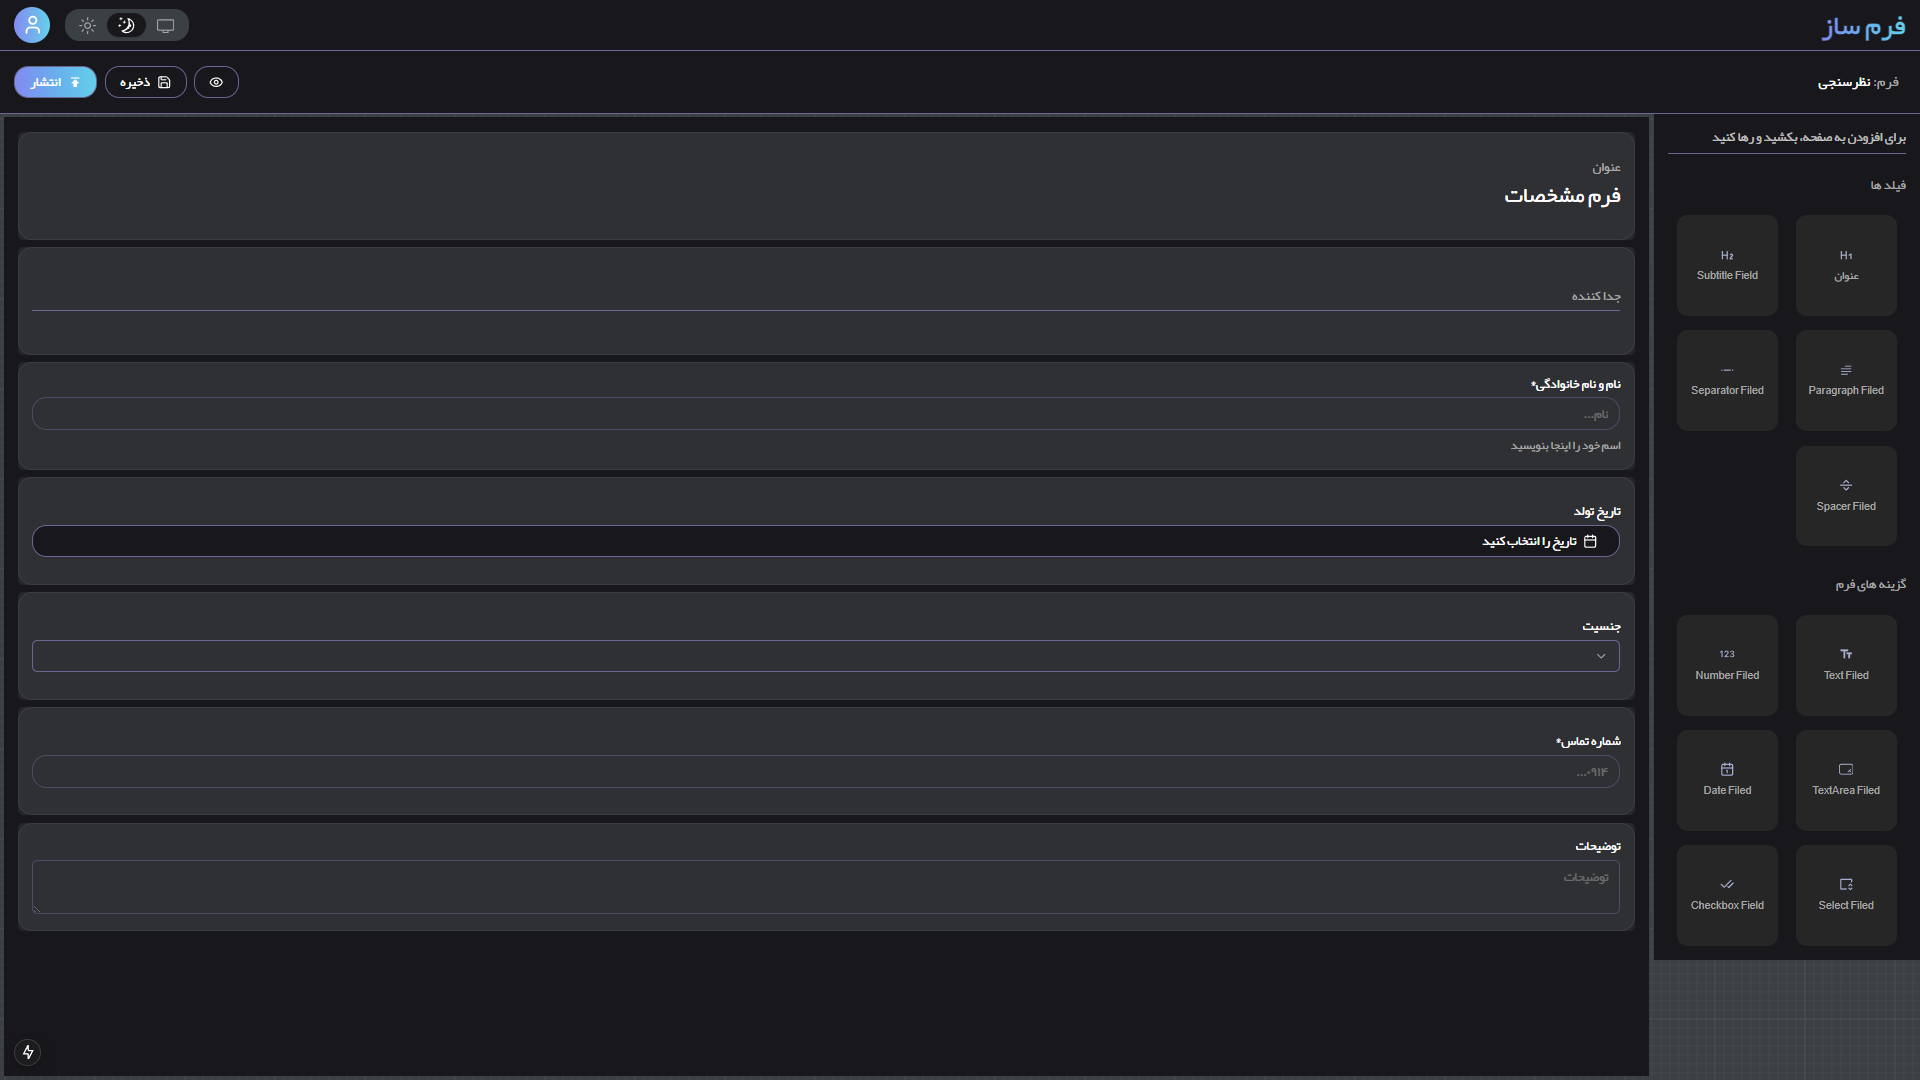 فرم ساز
فرم: نظرسنجی
ذخیره
انتشار
برای افزودن به صفحه، بکشید و رها کنید
فیلد ها
H1
عنوان
H2
Subtitle Field
Paragraph Filed
Separator Filed
Spacer Filed
گزینه های فرم
Tt
Text Filed
123
Number Filed
TextArea Filed
1
Date Filed
Select Filed
Checkbox Field
عنوان
فرم مشخصات
جدا کننده
نام و نام خانوادگی*
نام...
اسم خود را اینجا بنویسید
تاریخ تولد
تاریخ را انتخاب کنید
جنسیت
شماره تماس*
۰۹۱۴...
توضیحات
توضیحات